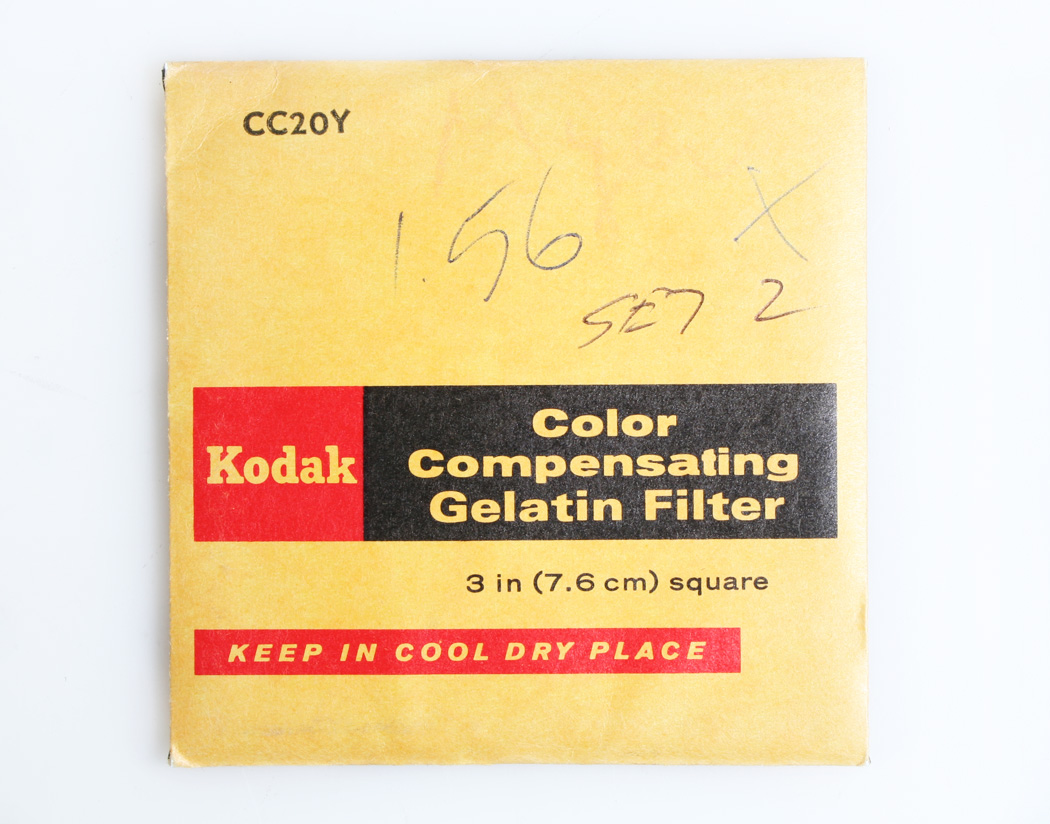 CC20Y
1.56 X
SET 2
Kodak
Color
Compensating
Gelatin Filter
3 in (7.6 cm) square
KEEP IN COOL DRY PLACE